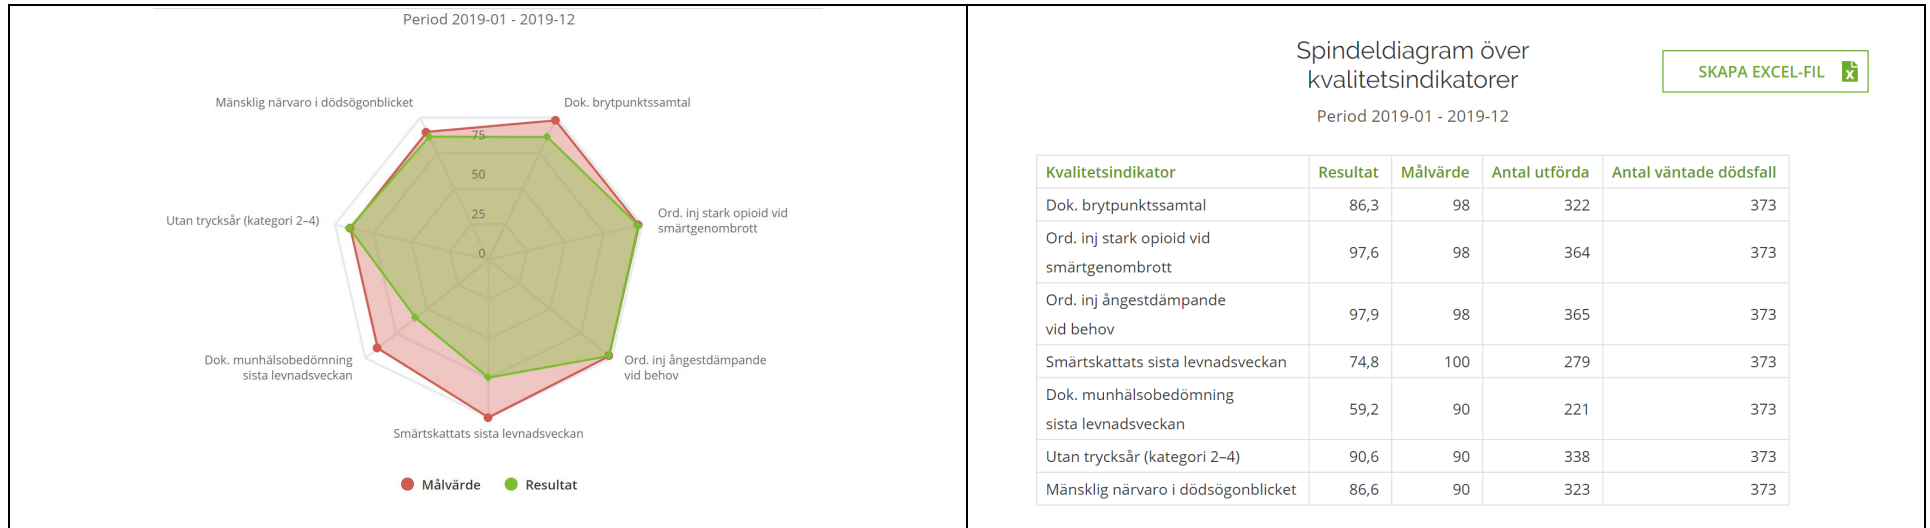 Period 2019-01 - 2019-12
Mänsklig närvaro i dödsögonblicket
Dok. brytpunktssamtal
75
50
25
0
Utan trycksår (kategori 2–4)
Ord. inj stark opioid vid
smärtgenombrott
Dok. munhälsobedömning
sista levnadsveckan
Ord. inj ångestdämpande
vid behov
Smärtskattats sista levnadsveckan
Målvärde Resultat
Spindeldiagram över
kvalitetsindikatorer
SKAPA EXCEL-FIL
Period 2019-01 - 2019-12
Kvalitetsindikator Resultat Målvärde Antal utförda Antal väntade dödsfall
Dok. brytpunktssamtal 86,3 98 322 373
Ord. inj stark opioid vid
smärtgenombrott 97,6 98 364 373
Ord. inj ångestdämpande
vid behov 97,9 98 365 373
Smärtskattats sista levnadsveckan 74,8 100 279 373
Dok. munhälsobedömning
sista levnadsveckan 59,2 90 221 373
Utan trycksår (kategori 2–4) 90,6 90 338 373
Mänsklig närvaro i dödsögonblicket 86,6 90 323 373